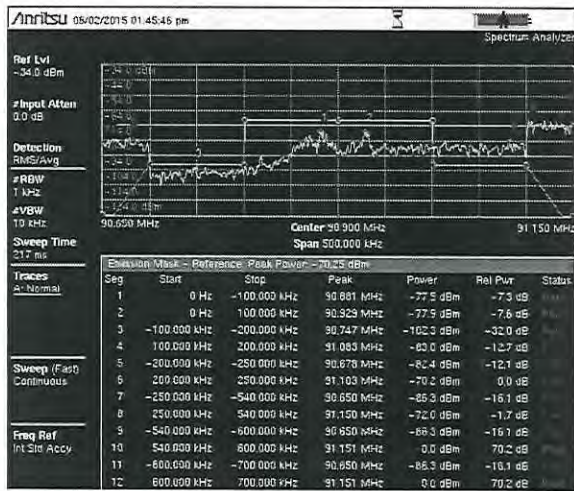 Anritsu 06/02/2015 01:45:46 pm
Spectrum Analyzer
Ref Lvl
-34.0 dBm
#Input Atten
0.0 dB
Detection
RMS/Avg
#RBW
1 kHz
#VBW
10 kHz
Sweep Time
217 ms
Traces
A: Normal
Sweep (Fast)
Continuous
Freq Ref
Int Std Accy
-34.0 dBm
1 2
3
-134.0 dBm
90.650 MHz Center 90.900 MHz 91.150 MHz
Span 500.000 kHz
Emission Mask - Reference: Peak Power: -70.25 dBm
Seg Start Stop Peak Power Rel Pwr Status
1 0 Hz -100.000 kHz 90.881 MHz -77.5 dBm -7.3 dB
2 0 Hz 100.000 kHz 90.929 MHz -77.9 dBm -7.6 dB
3 -100.000 kHz -200.000 kHz 90.747 MHz -102.3 dBm -32.0 dB
4 100.000 kHz 200.000 kHz 91.083 MHz -83.0 dBm -12.7 dB
5 -200.000 kHz -250.000 kHz 90.678 MHz -82.4 dBm -12.1 dB
6 200.000 kHz 250.000 kHz 91.103 MHz -70.2 dBm 0.0 dB
7 -250.000 kHz -540.000 kHz 90.650 MHz -86.3 dBm -16.1 dB
8 250.000 kHz 540.000 kHz 91.150 MHz -72.0 dBm -1.7 dB
9 -540.000 kHz -600.000 kHz 90.650 MHz -86.3 dBm -16.1 dB
10 540.000 kHz 600.000 kHz 91.151 MHz 0.0 dBm 70.2 dB
11 -600.000 kHz -700.000 kHz 90.650 MHz -86.3 dBm -16.1 dB
12 600.000 kHz 700.000 kHz 91.151 MHz 0.0 dBm 70.2 dB